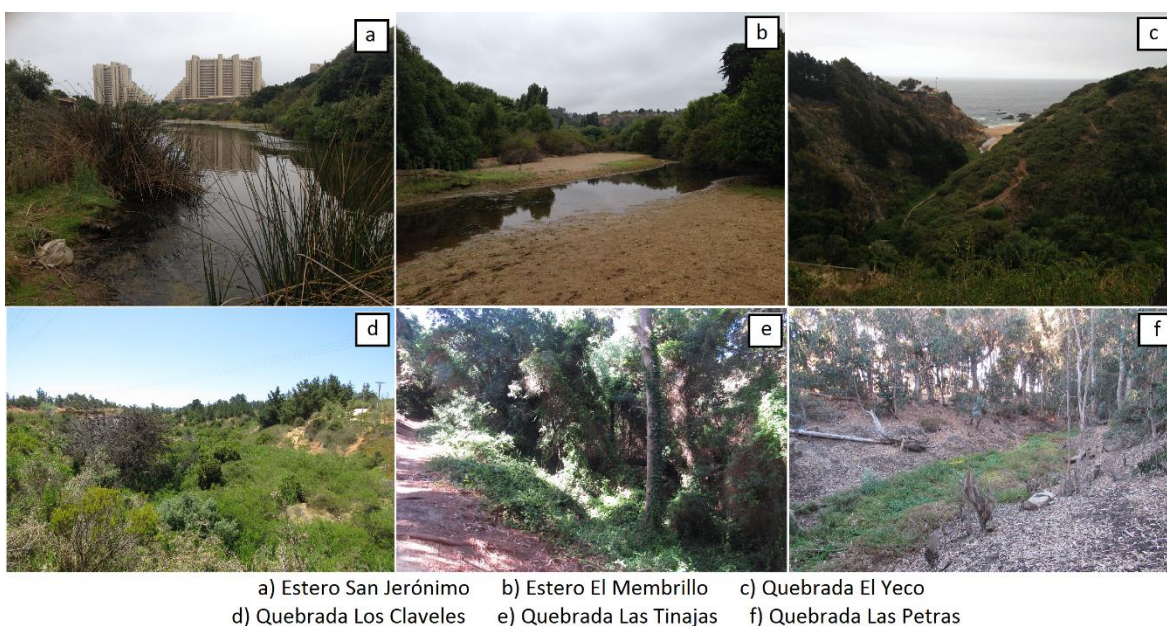 a
b
c
d
e
f
a) Estero San Jerónimo b) Estero El Membrillo c) Quebrada El Yeco
d) Quebrada Los Claveles e) Quebrada Las Tinajas f) Quebrada Las Petras